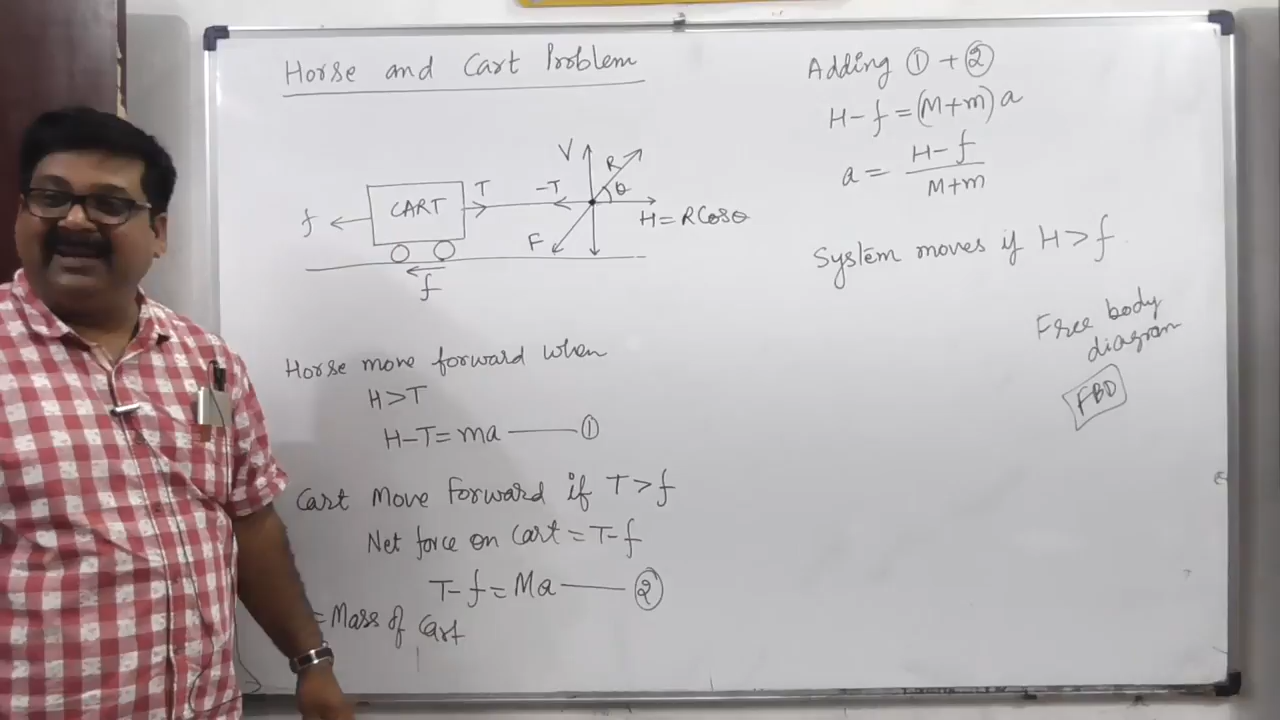 Horse and Cart Problem
V
R
θ
CART
T
-T
f
H = RCosθ
F
f
Horse move forward when
H>T
H-T = ma ——— ①
Cart Move forward if T>f
Net force on Cart = T-f
T-f = Ma ——— ②
= Mass of Cart
Adding ① + ②
H-f = (M+m) a
a = H-f
M+m
System moves if H>f
Free body
diagram
FBD